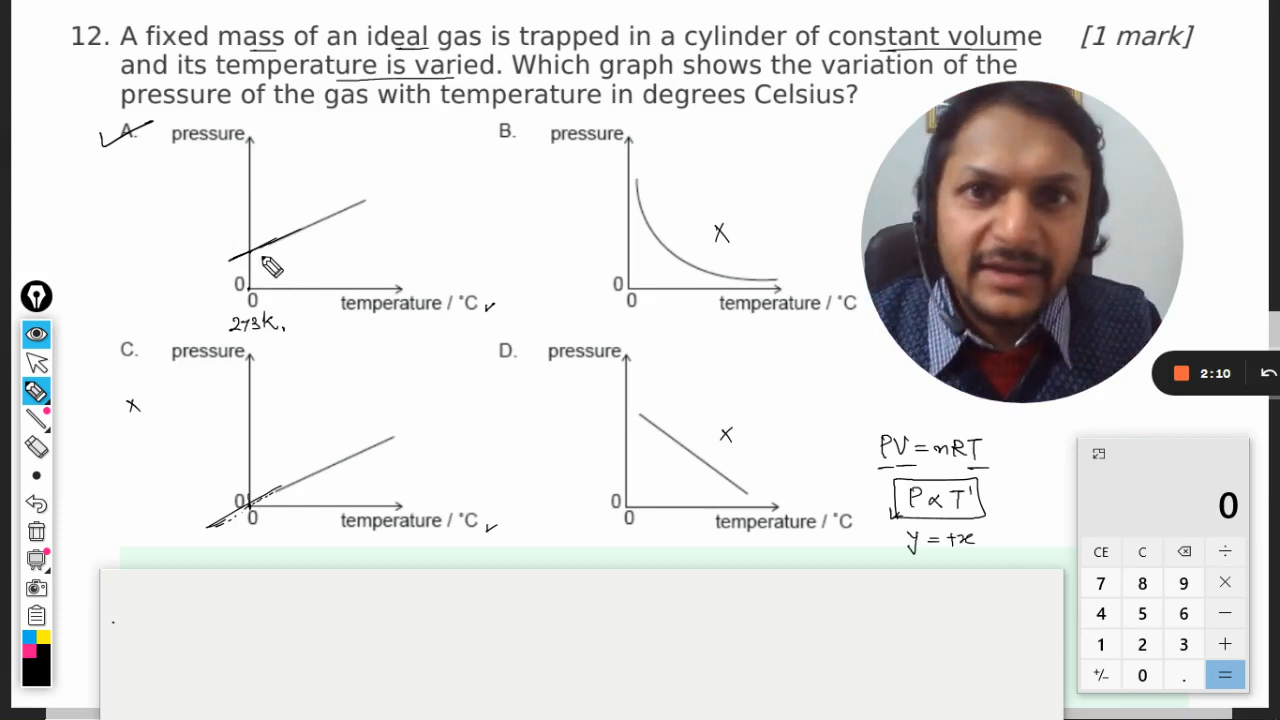 12. A fixed mass of an ideal gas is trapped in a cylinder of constant volume [1 mark]
and its temperature is varied. Which graph shows the variation of the
pressure of the gas with temperature in degrees Celsius?
A. pressure
0
0
temperature / °C
273K,
B. pressure
0
0
temperature / °C
C. pressure
0
0
temperature / °C
D. pressure
0
0
temperature / °C
PV = nRT
P ∝ T'
y = +x
2:10
0
CE C ÷
7 8 9 ×
4 5 6 −
1 2 3 +
+/− 0 . =